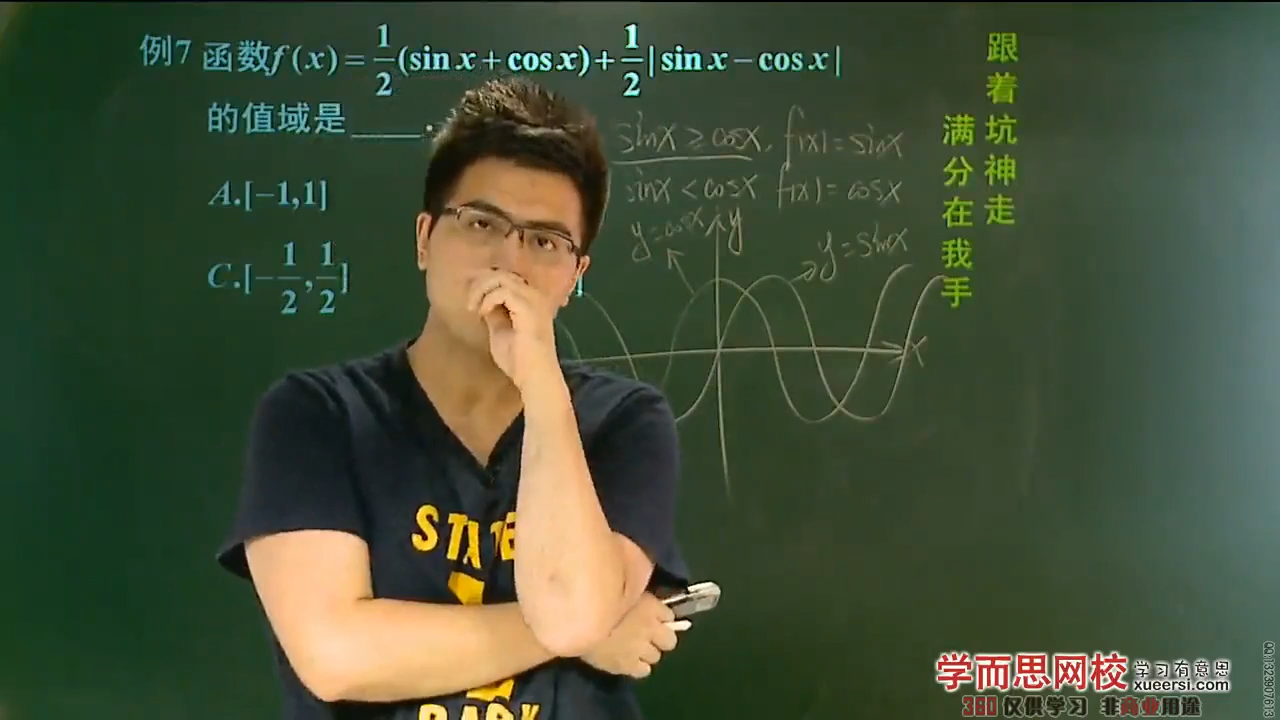 例7 函数f(x)=1/2(sin x+cos x)+1/2|sin x−cos x|
的值域是____.
A.[−1,1]
C.[−1/2,1/2]
]
sinx ≥ cosx, f(x)=sinx
sinx < cosx f(x)=cosx
y=cosx
y
y=sinx
x
跟着坑神走
满分在我手
STATE
PARK
学而思网校 学习有意思
xueersi.com
360 仅供学习 非商业用途